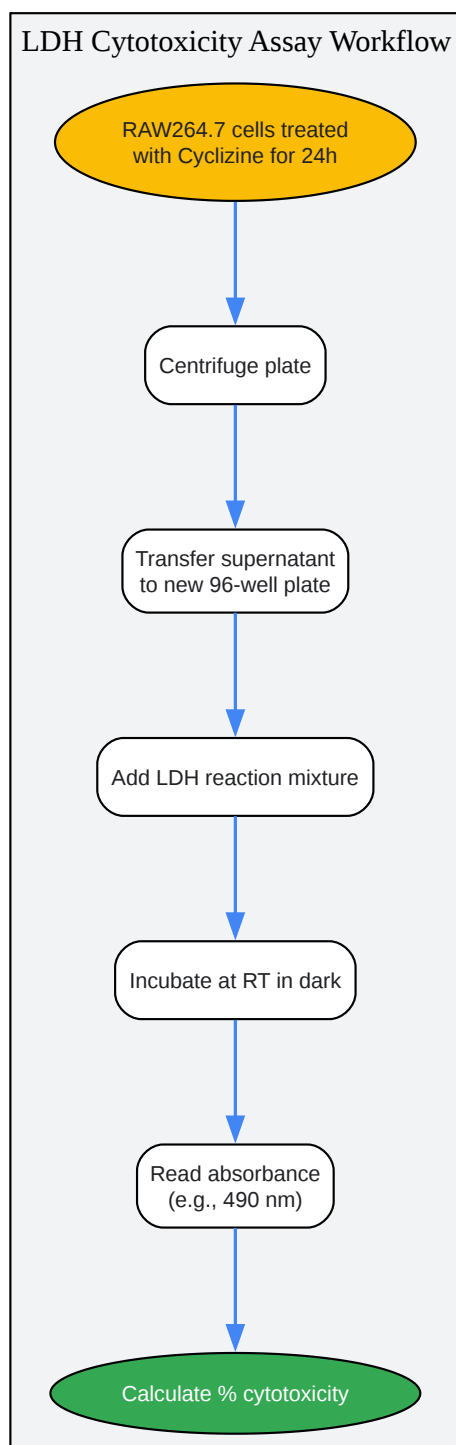 LDH Cytotoxicity Assay Workflow
RAW264.7 cells treated
with Cyclizine for 24h
Centrifuge plate
Transfer supernatant
to new 96-well plate
Add LDH reaction mixture
Incubate at RT in dark
Read absorbance
(e.g., 490 nm)
Calculate % cytotoxicity